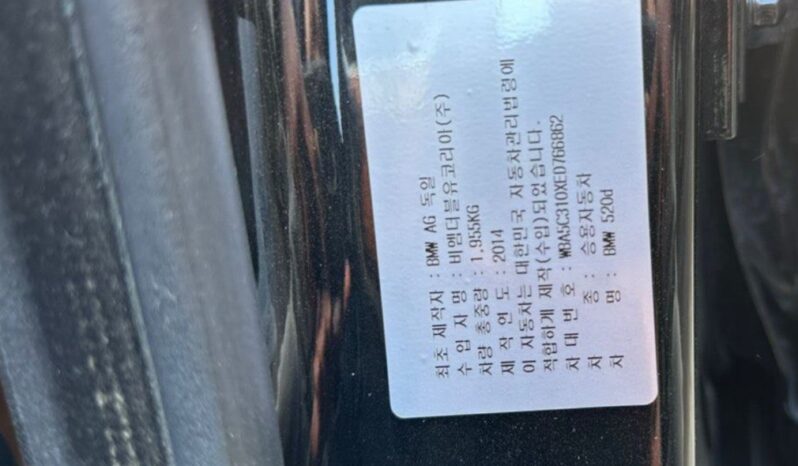 최초 제작자 : BMW AG 독일
수 입 자 명 : 비엠더블유코리아(주)
차량 총중량 : 1,955KG
제 작 연 도 : 2014
이 자동차는 대한민국 자동차관리법령에
적합하게 제작(수입)되었습니다.
차 대 번 호 : WBA5C310XED766862
차 종 : 승용자동차
차 명 : BMW 520d